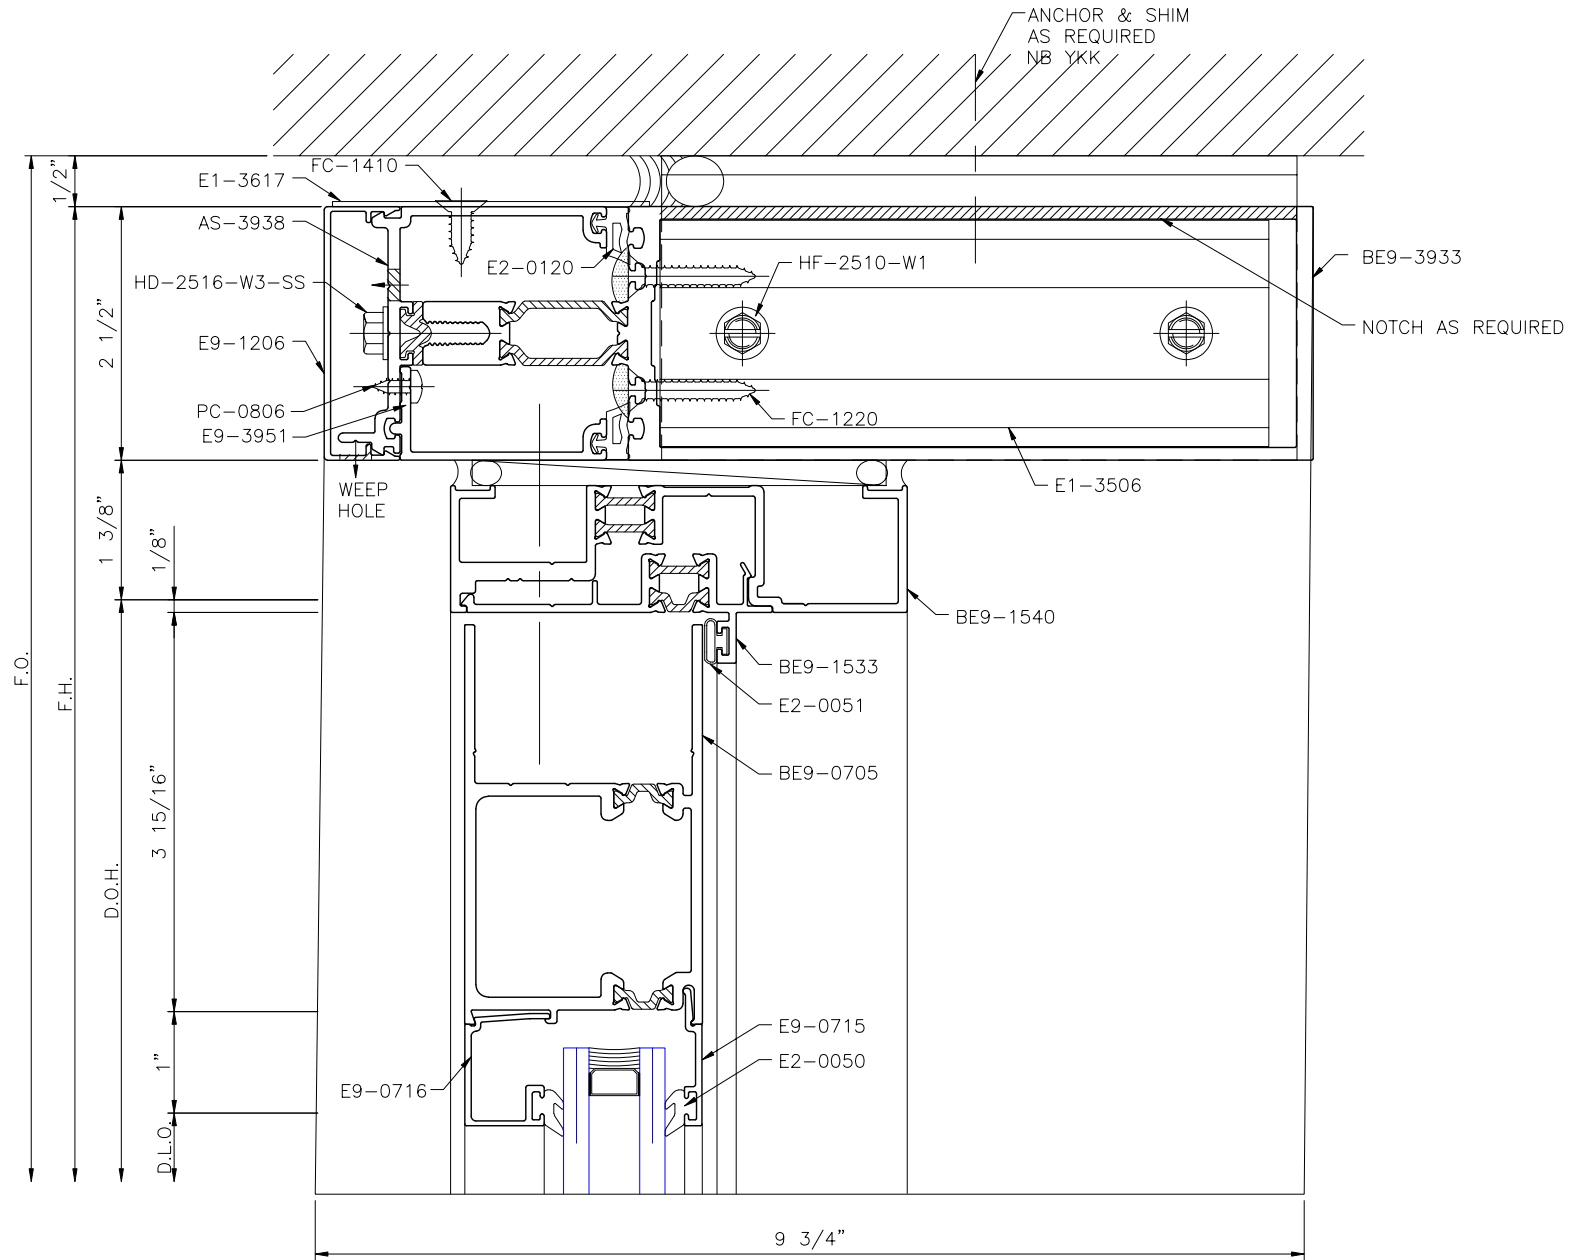 ANCHOR & SHIM
AS REQUIRED
NB YKK
FC-1410
E1-3617
1/2"
AS-3938
E2-0120
HF-2510-W1
BE9-3933
HD-2516-W3-SS
NOTCH AS REQUIRED
E9-1206
2 1/2"
PC-0806
E9-3951
FC-1220
E1-3506
WEEP
HOLE
1 3/8"
1/8"
BE9-1540
F.O.
F.H.
BE9-1533
E2-0051
BE9-0705
3 15/16"
D.O.H.
E9-0715
E2-0050
1"
E9-0716
D.L.O.
9 3/4"